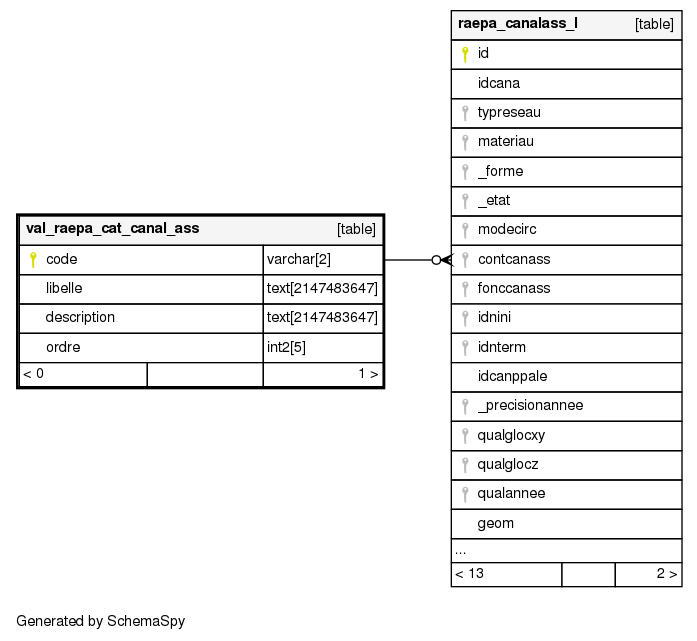 raepa_canalass_l [table]
id
idcana
typreseau
materiau
_forme
_etat
modecirc
contcanass
fonccanass
idnini
idnterm
idcanppale
_precisionannee
qualglocxy
qualglocz
qualannee
geom
...
< 13 2 >
val_raepa_cat_canal_ass [table]
code varchar[2]
libelle text[2147483647]
description text[2147483647]
ordre int2[5]
< 0 1 >
Generated by SchemaSpy